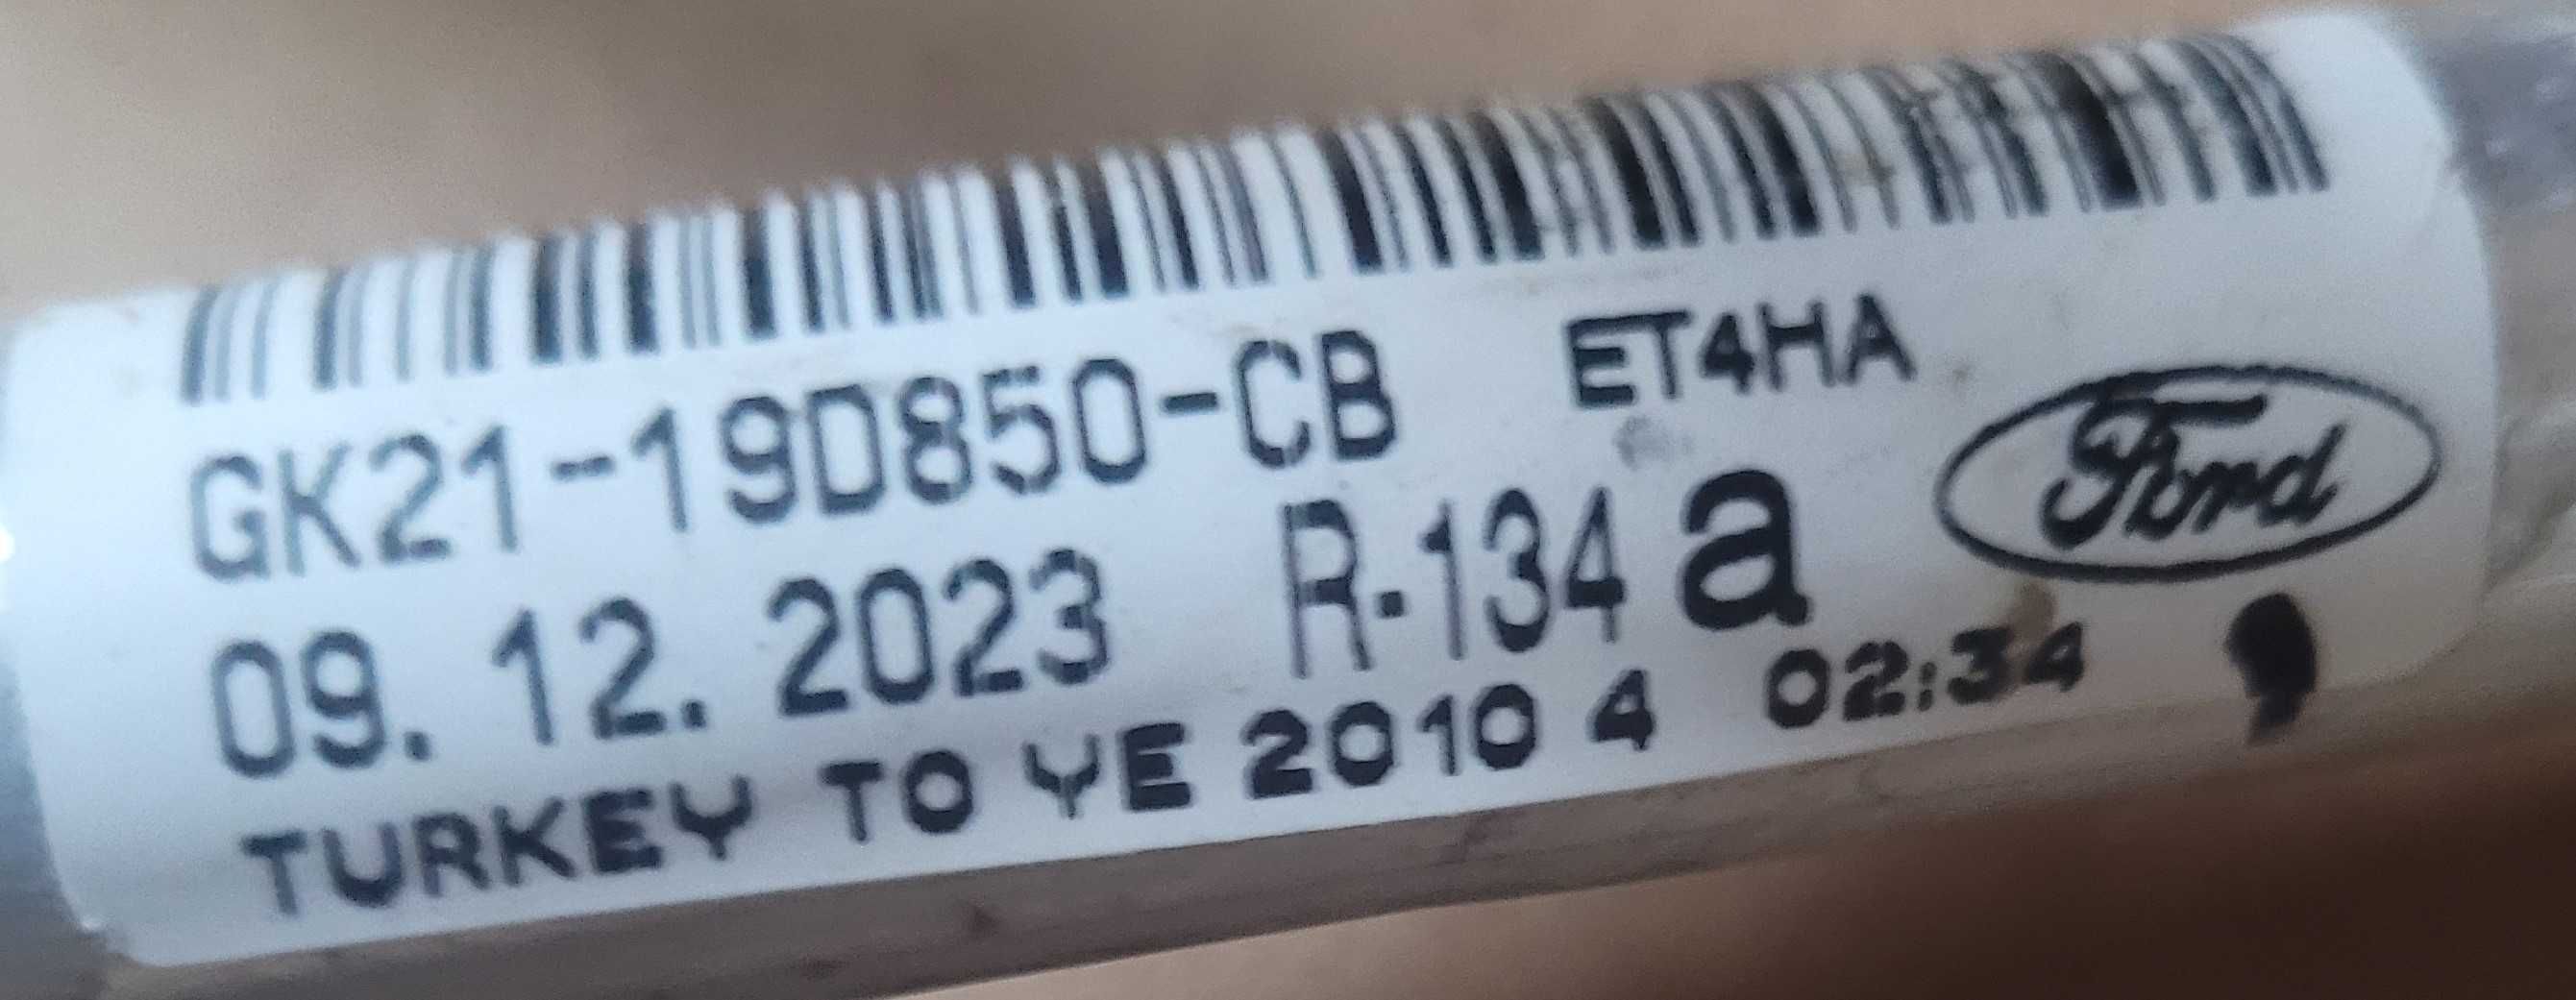 GK21-19D850-CB ET4HA
09. 12. 2023 R-134 a Ford
TURKEY TO YE 2010 4 02:34